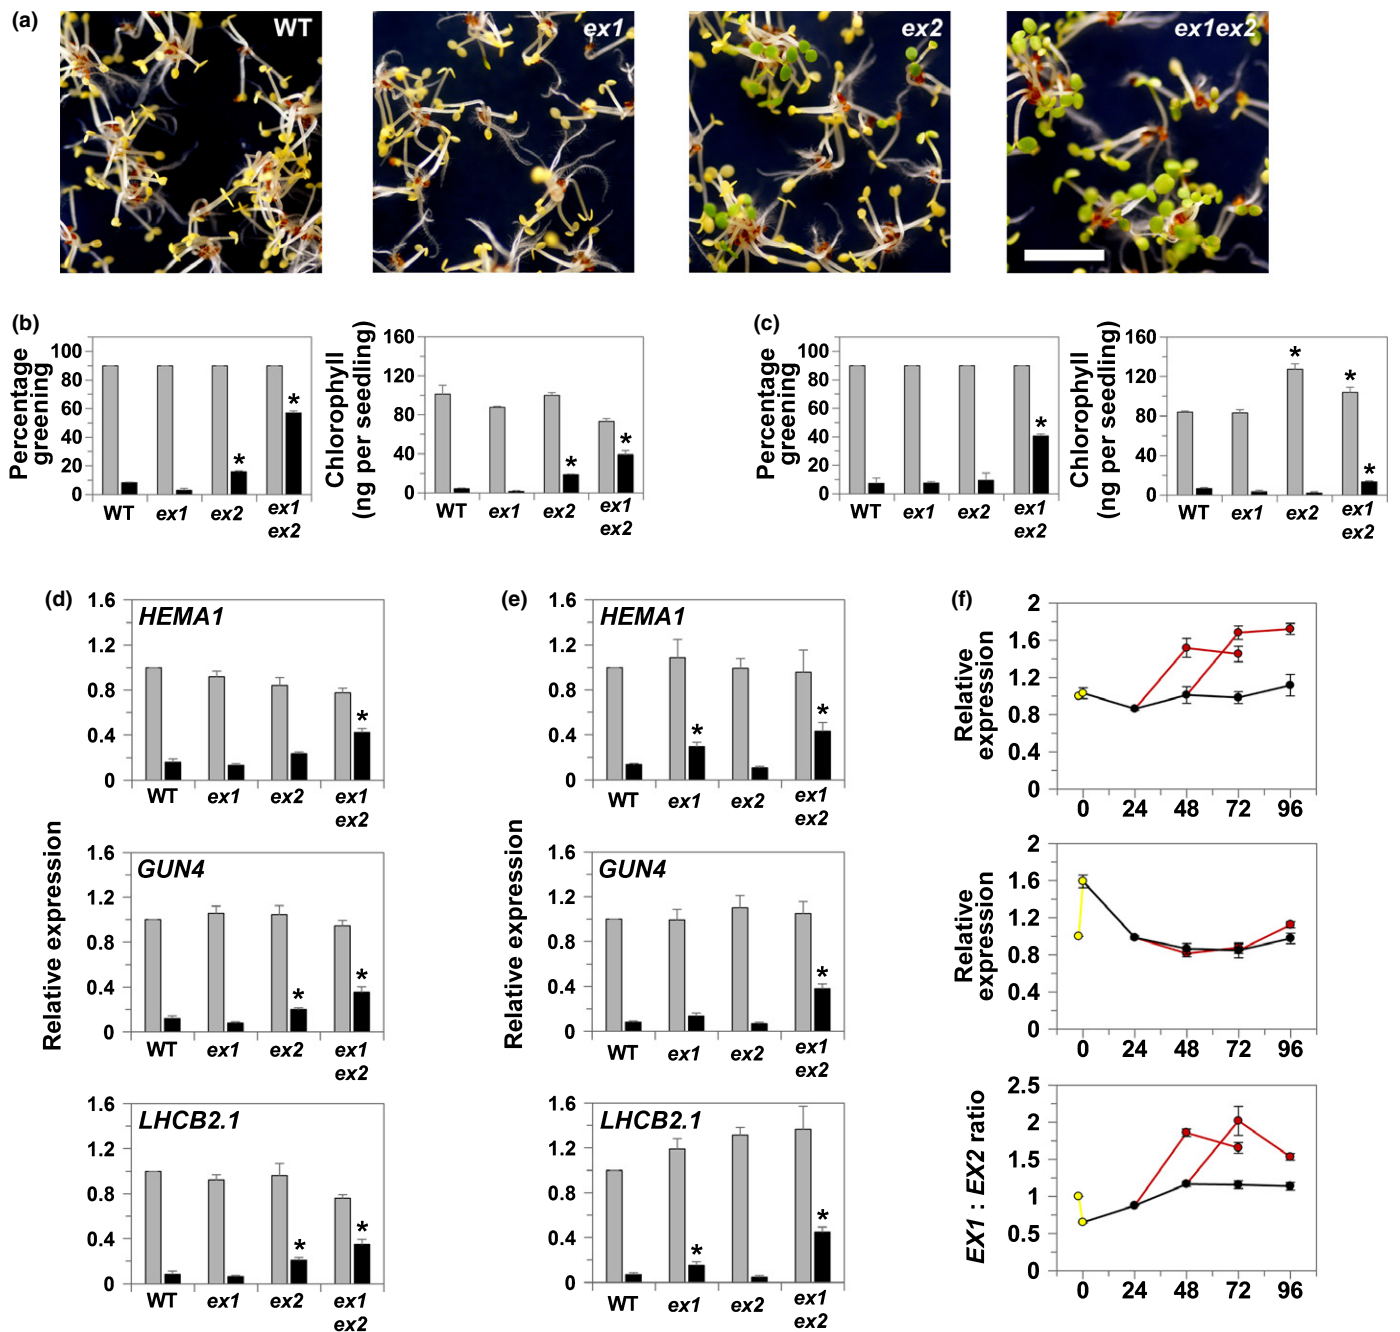 (a) WT ex1 ex2 ex1ex2
(b)
Percentage
greening
100
80
60
40
20
0
WT ex1 ex2 ex1
ex2
Chlorophyll
(ng per seedling)
160
120
80
40
0
WT ex1 ex2 ex1
ex2
(c)
Percentage
greening
100
80
60
40
20
0
WT ex1 ex2 ex1
ex2
Chlorophyll
(ng per seedling)
160
120
80
40
0
WT ex1 ex2 ex1
ex2
* * * * * * * *
(d)
Relative expression
HEMA1
1.6
1.2
0.8
0.4
0
*
WT ex1 ex2 ex1
ex2
GUN4
1.6
1.2
0.8
0.4
0
* *
WT ex1 ex2 ex1
ex2
LHCB2.1
1.6
1.2
0.8
0.4
0
* *
WT ex1 ex2 ex1
ex2
(e)
Relative expression
HEMA1
1.6
1.2
0.8
0.4
0
* *
WT ex1 ex2 ex1
ex2
GUN4
1.6
1.2
0.8
0.4
0
*
WT ex1 ex2 ex1
ex2
LHCB2.1
1.6
1.2
0.8
0.4
0
* *
WT ex1 ex2 ex1
ex2
(f)
Relative
expression
2
1.6
1.2
0.8
0.4
0
0 24 48 72 96
Relative
expression
2
1.6
1.2
0.8
0.4
0
0 24 48 72 96
EX1 : EX2 ratio
2.5
2
1.5
1
0.5
0
0 24 48 72 96